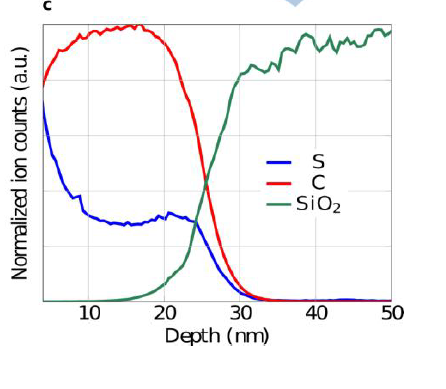 c
Normalized ion counts (a.u.)
S
C
SiO₂
10 20 30 40 50
Depth (nm)